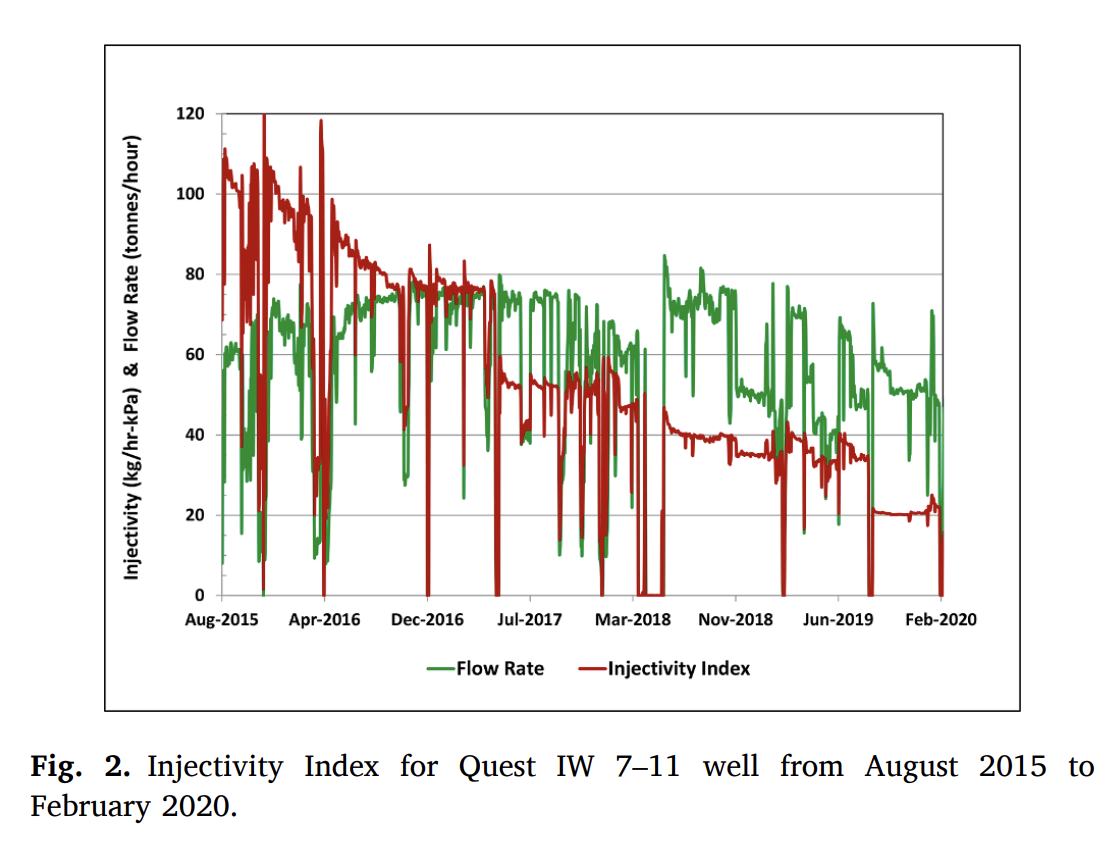 Injectivity (kg/hr-kPa) & Flow Rate (tonnes/hour)
120
100
80
60
40
20
0
Aug-2015 Apr-2016 Dec-2016 Jul-2017 Mar-2018 Nov-2018 Jun-2019 Feb-2020
Flow Rate Injectivity Index
Fig. 2. Injectivity Index for Quest IW 7–11 well from August 2015 to
February 2020.